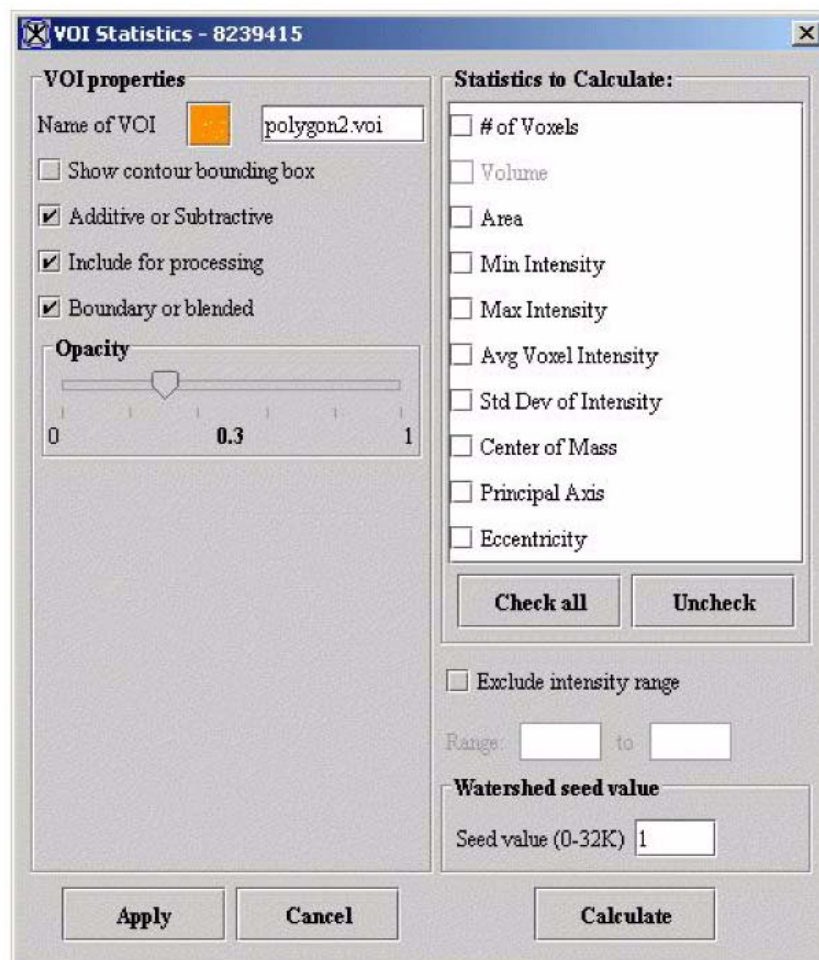 VOI Statistics - 8239415
VOI properties
Name of VOI polygon2.voi
Show contour bounding box
Additive or Subtractive
Include for processing
Boundary or blended
Opacity
0 0.3 1
Statistics to Calculate:
# of Voxels
Volume
Area
Min Intensity
Max Intensity
Avg Voxel Intensity
Std Dev of Intensity
Center of Mass
Principal Axis
Eccentricity
Check all Uncheck
Exclude intensity range
Range: to
Watershed seed value
Seed value (0-32K) 1
Apply Cancel Calculate